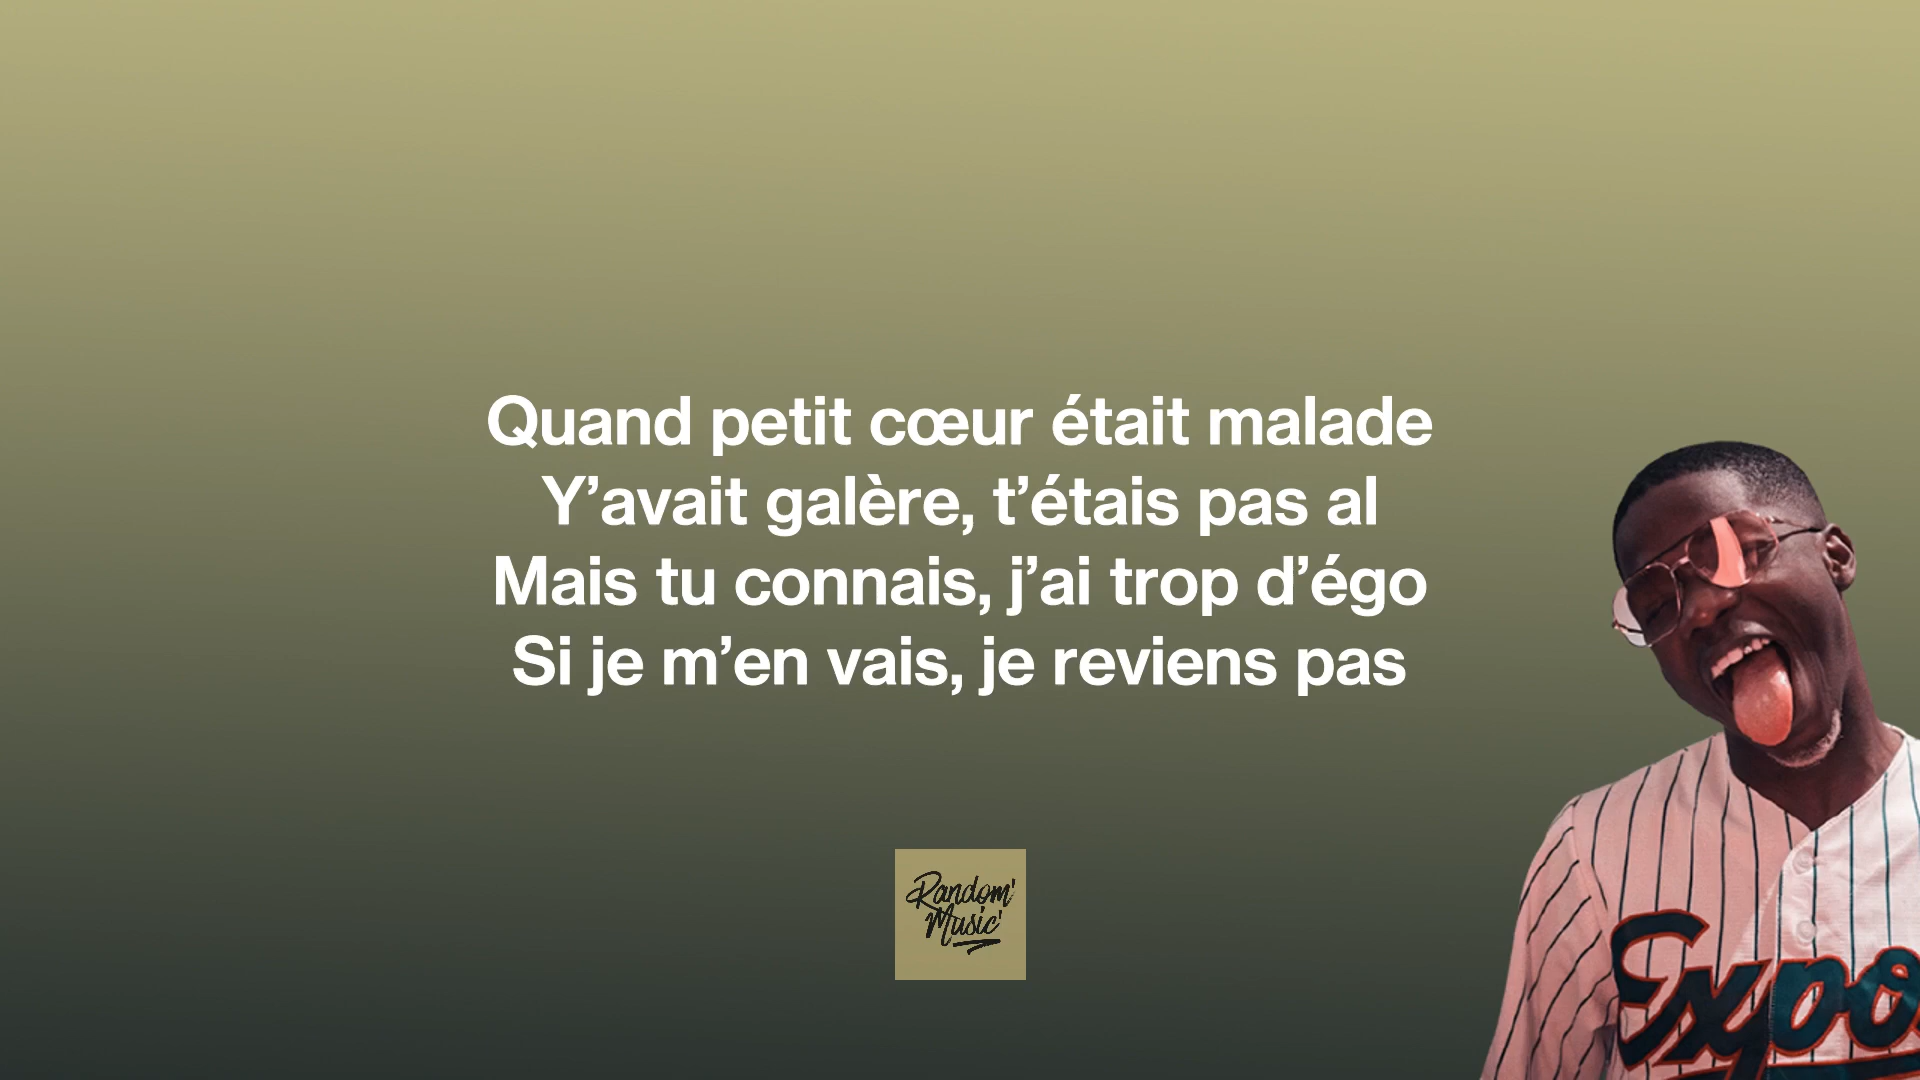 Quand petit cœur était malade
Y’avait galère, t’étais pas al
Mais tu connais, j’ai trop d’égo
Si je m’en vais, je reviens pas
Random'
Music'
Expo